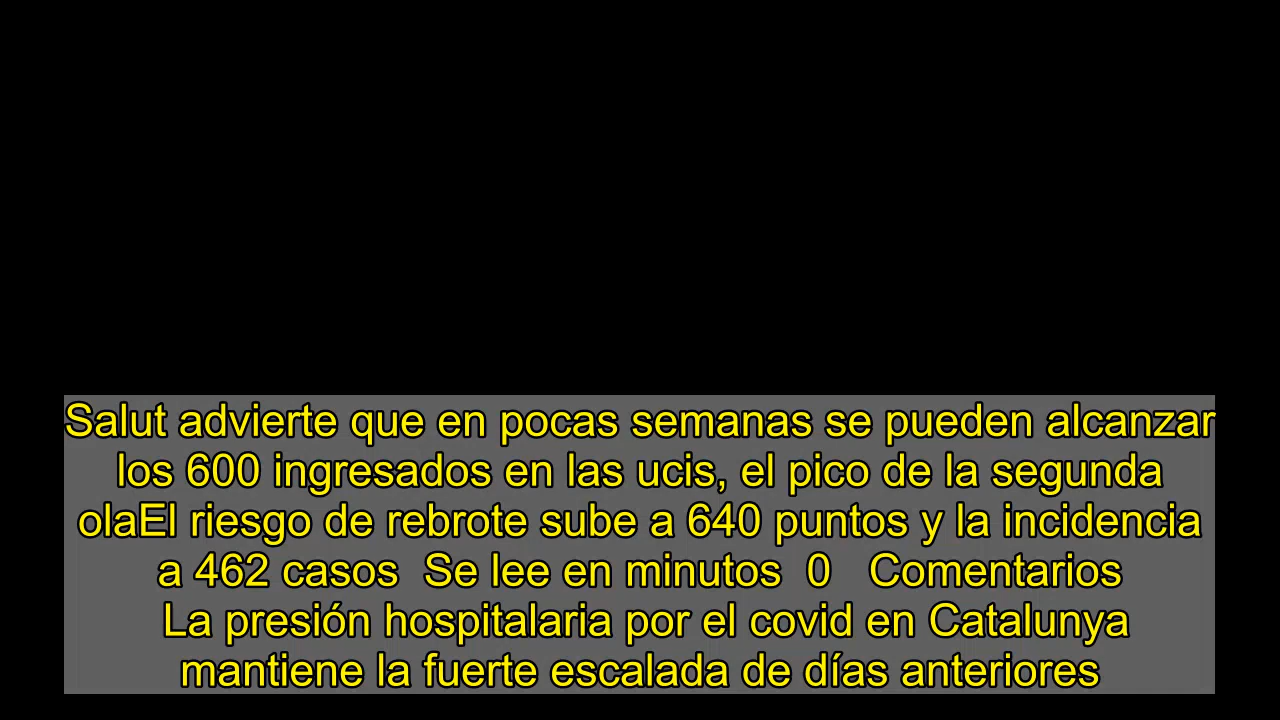 Salut advierte que en pocas semanas se pueden alcanzar
los 600 ingresados en las ucis, el pico de la segunda
olaEl riesgo de rebrote sube a 640 puntos y la incidencia
a 462 casos  Se lee en minutos  0   Comentarios
La presión hospitalaria por el covid en Catalunya
mantiene la fuerte escalada de días anteriores